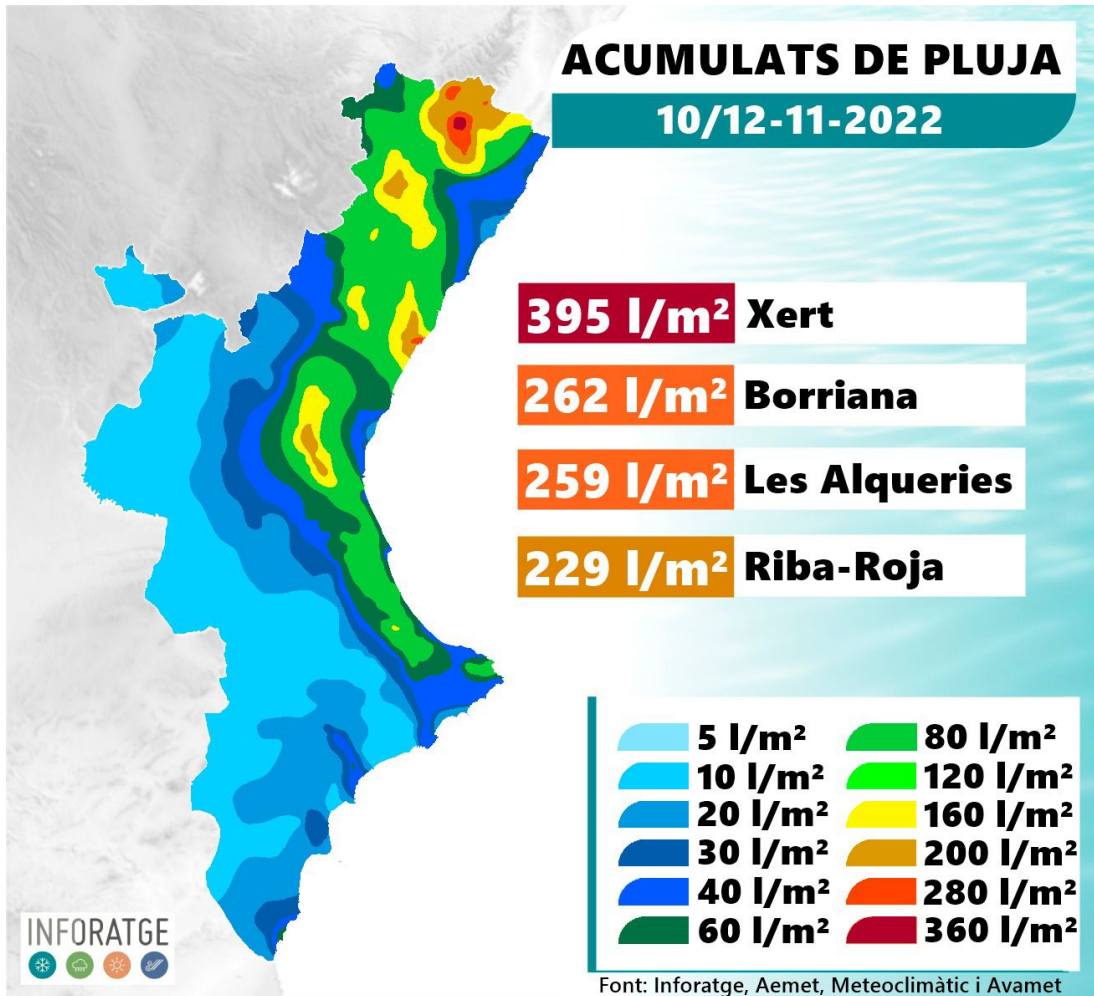 ACUMULATS DE PLUJA
10/12-11-2022
395 l/m² Xert
262 l/m² Borriana
259 l/m² Les Alqueries
229 l/m² Riba-Roja
5 l/m² 80 l/m²
10 l/m² 120 l/m²
20 l/m² 160 l/m²
30 l/m² 200 l/m²
40 l/m² 280 l/m²
60 l/m² 360 l/m²
INFORATGE
Font: Inforatge, Aemet, Meteoclimàtic i Avamet